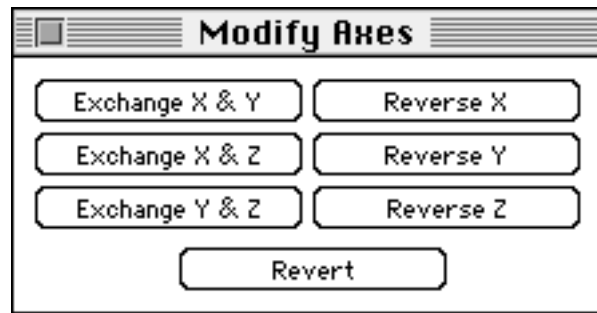 Modify Axes
Exchange X & Y
Reverse X
Exchange X & Z
Reverse Y
Exchange Y & Z
Reverse Z
Revert